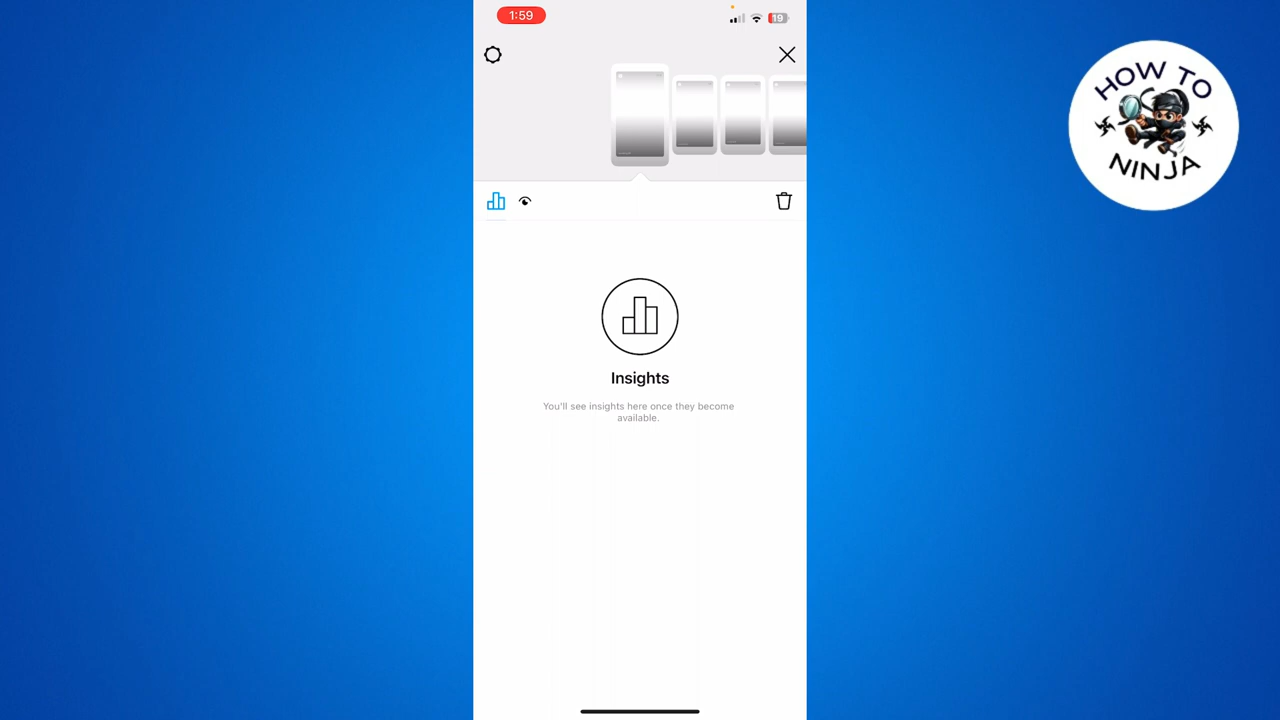 1:59
19
HOW TO
NINJA
Insights
You'll see insights here once they become
available.